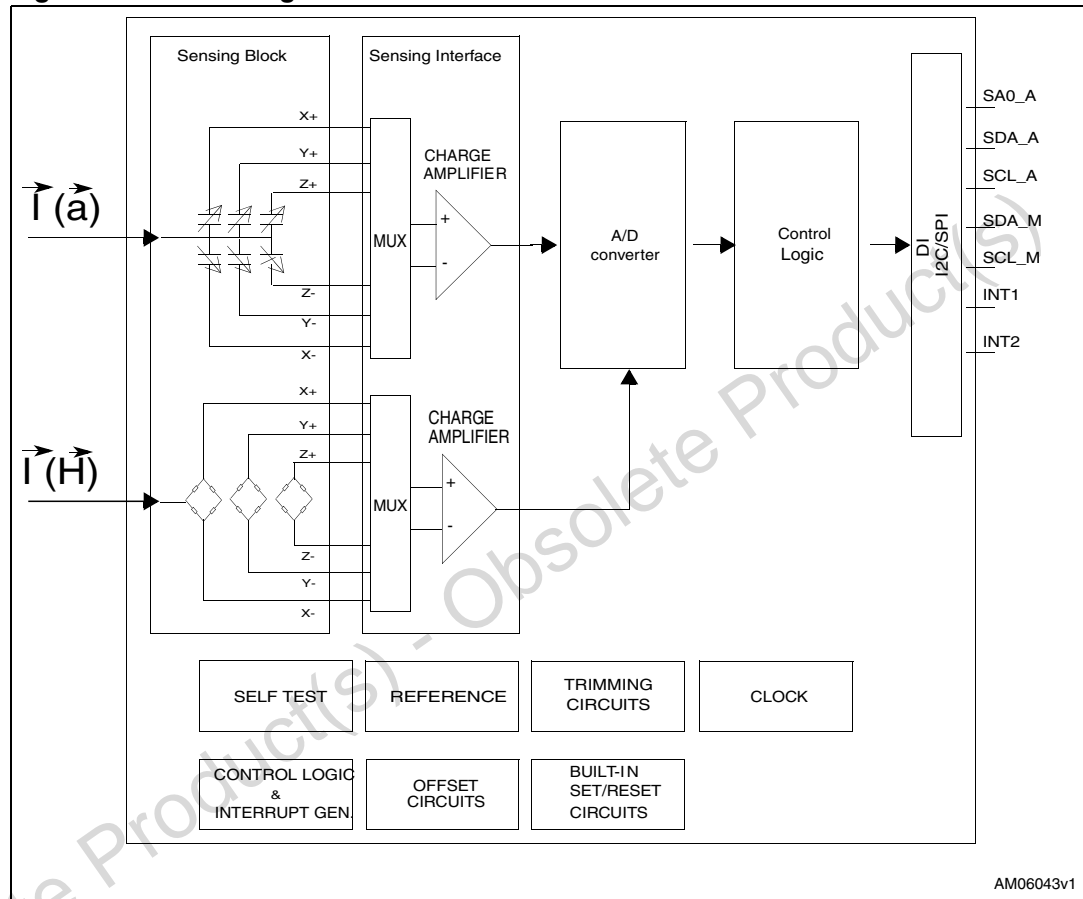 Sensing Block
Sensing Interface
X+
Y+
Z+
CHARGE
AMPLIFIER
I (a)
+
-
MUX
Z-
Y-
X-
A/D
converter
Control
Logic
DI
I2C/SPI
SA0_A
SDA_A
SCL_A
SDA_M
SCL_M
INT1
INT2
X+
Y+
Z+
CHARGE
AMPLIFIER
I (H)
+
-
MUX
Z-
Y-
X-
SELF TEST
REFERENCE
TRIMMING
CIRCUITS
CLOCK
CONTROL LOGIC
&
INTERRUPT GEN.
OFFSET
CIRCUITS
BUILT-IN
SET/RESET
CIRCUITS
te Product(s) - Obsolete Product(s)
AM06043v1